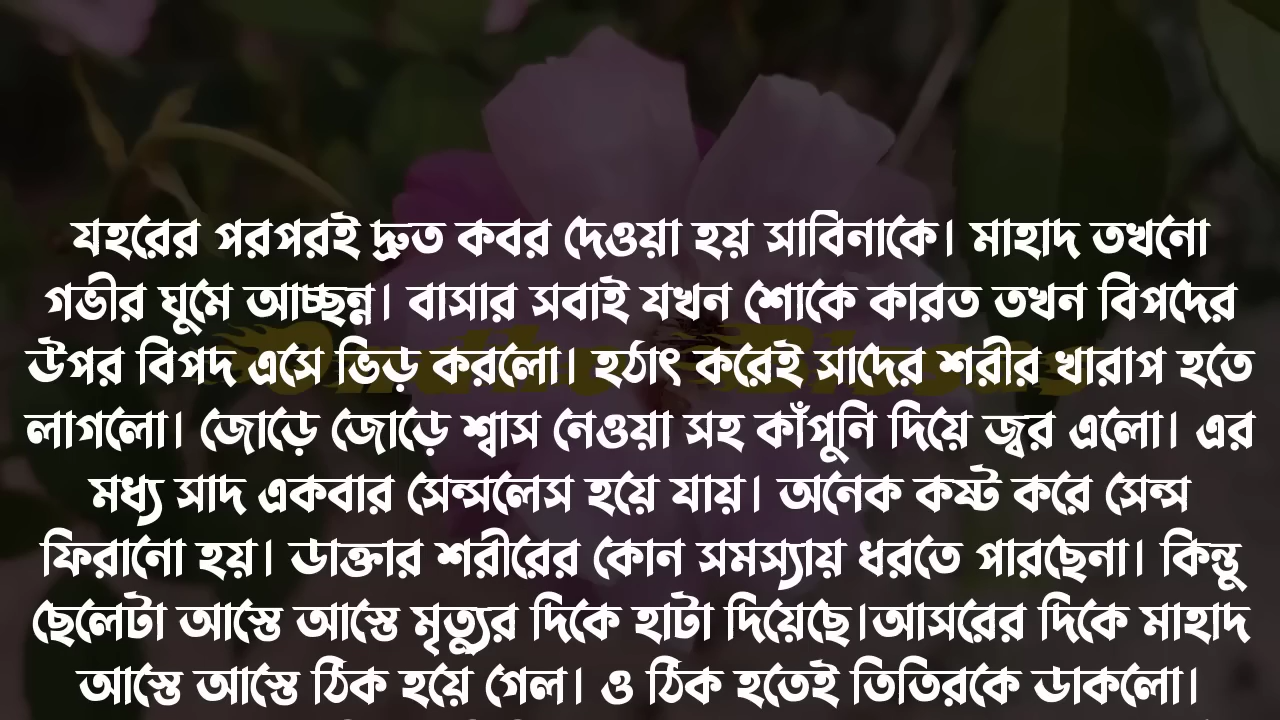 যহরের পরপরই দ্রুত কবর দেওয়া হয় সাবিনাকে। মাহাদ তখনো
গভীর ঘুমে আচ্ছন্ন। বাসার সবাই যখন শোকে কারত তখন বিপদের
উপর বিপদ এসে ভিড় করলো। হঠাৎ করেই সাদের শরীর খারাপ হতে
লাগলো। জোড়ে জোড়ে শ্বাস নেওয়া সহ কাঁপুনি দিয়ে জ্বর এলো। এর
মধ্য সাদ একবার সেন্সলেস হয়ে যায়। অনেক কষ্ট করে সেন্স
ফিরানো হয়। ডাক্তার শরীরের কোন সমস্যায় ধরতে পারছেনা। কিন্তু
ছেলেটা আস্তে আস্তে মৃত্যুর দিকে হাটা দিয়েছে।আসরের দিকে মাহাদ
আস্তে আস্তে ঠিক হয়ে গেল। ও ঠিক হতেই তিতিরকে ডাকলো।